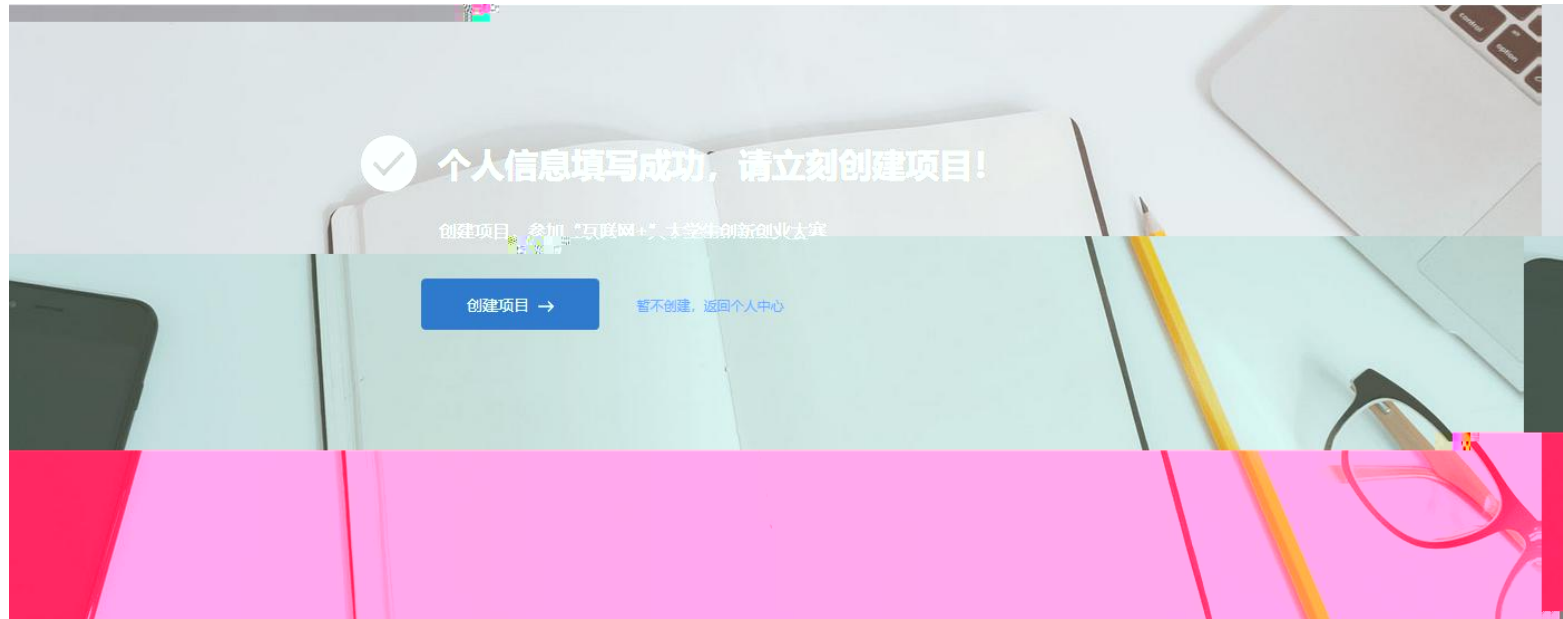 control
option
个人信息填写成功，请立刻创建项目！
创建项目，参加“互联网+”大学生创新创业大赛
创建项目 →
暂不创建，返回个人中心